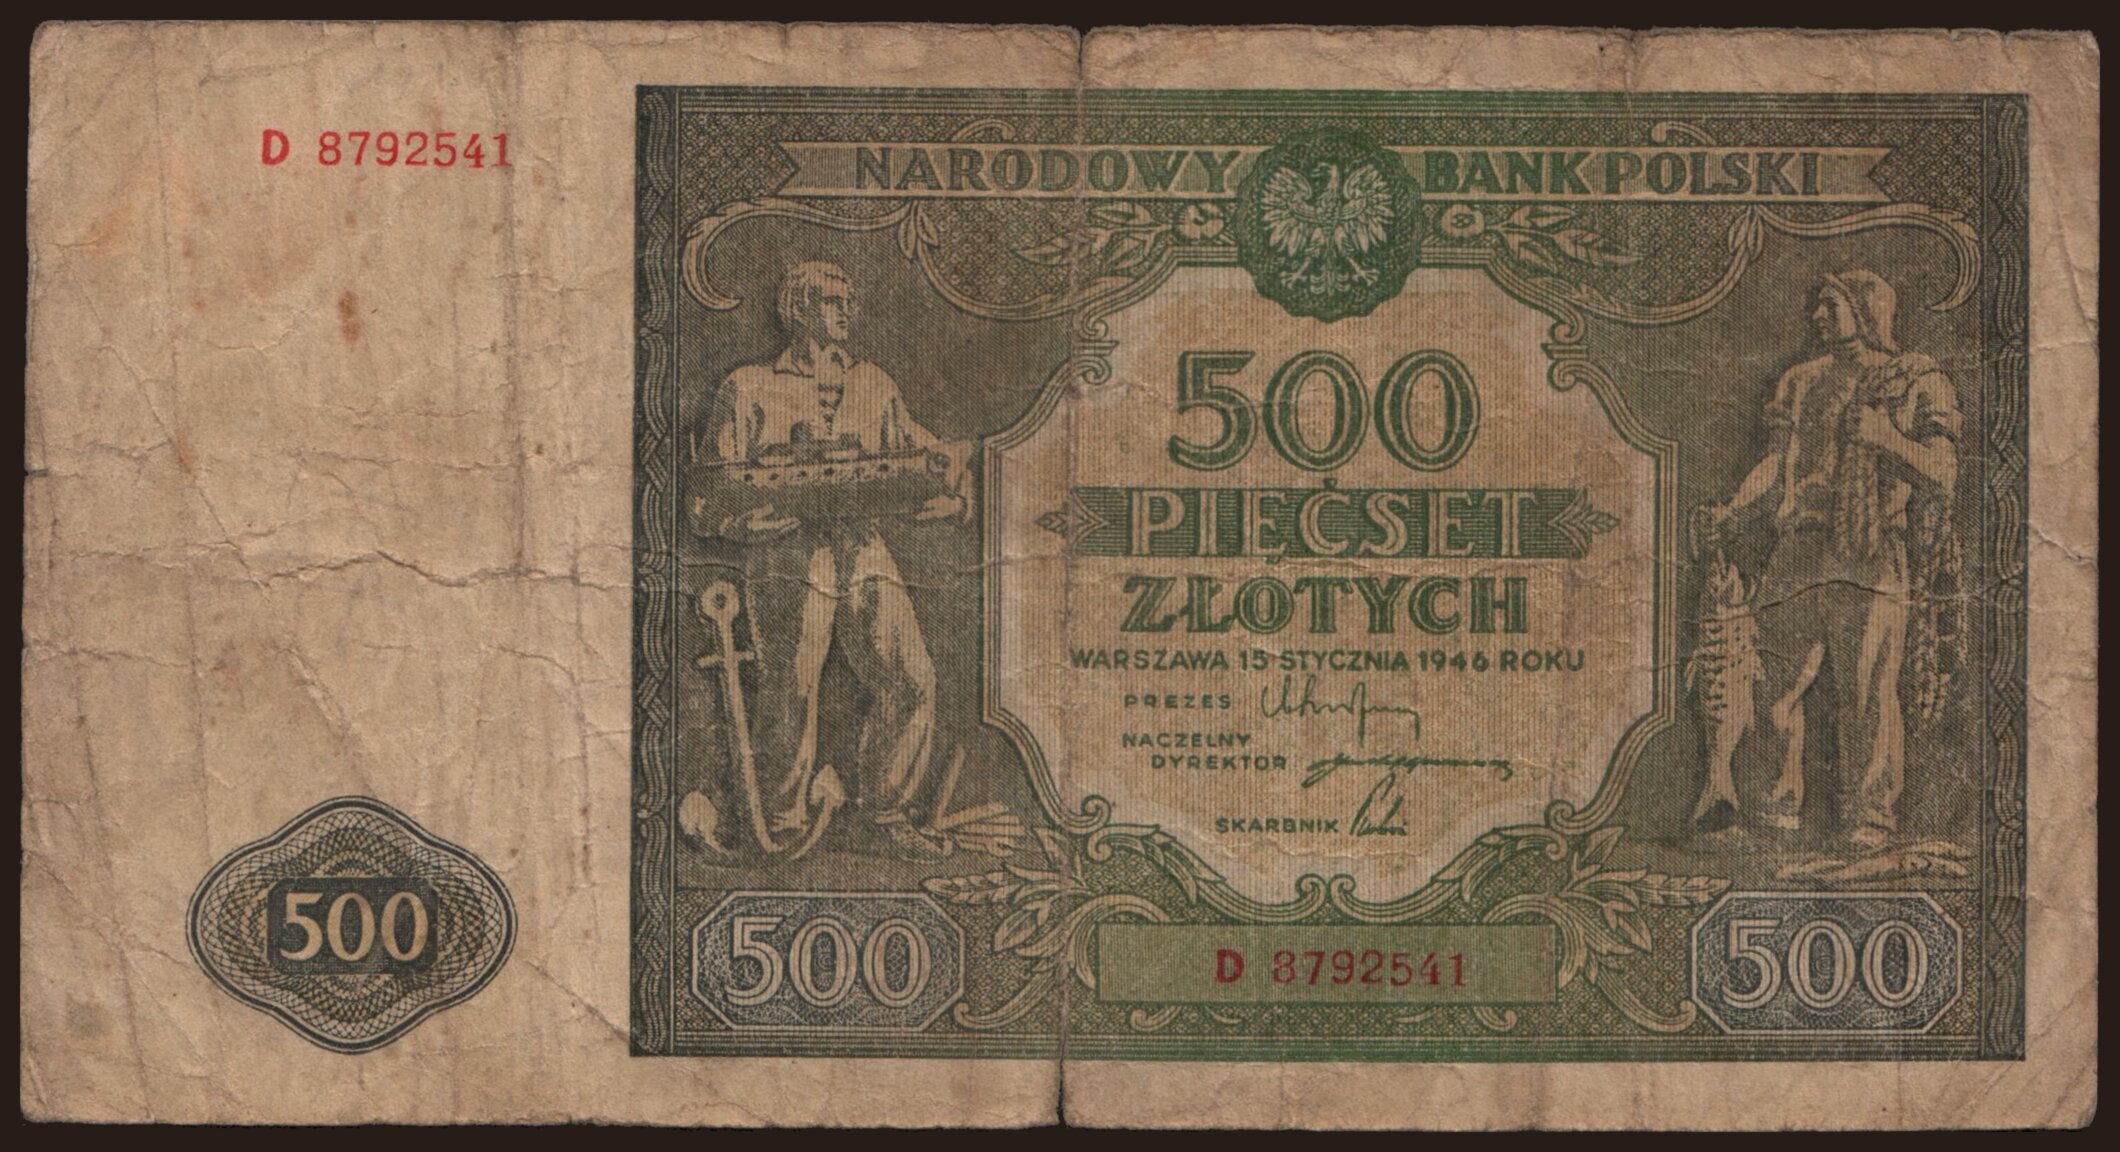 D 8792541
NARODOWY BANK POLSKI
500
PIĘĆSET
ZŁOTYCH
WARSZAWA 15 STYCZNIA 1946 ROKU
PREZES
NACZELNY
DYREKTOR
SKARBNIK
500
500
D 8792541
500